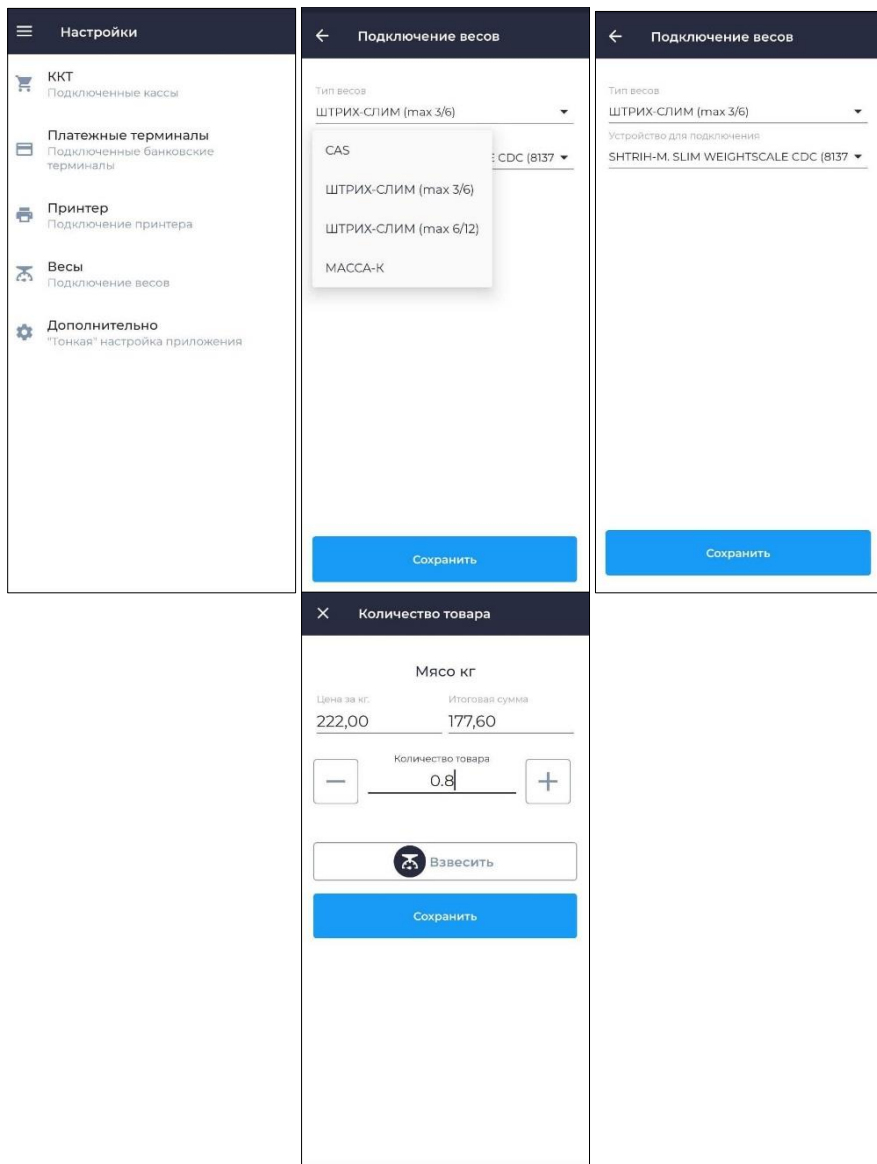 Настройки
ККТ
Подключенные кассы
Платежные терминалы
Подключенные банковские
терминалы
Принтер
Подключение принтера
Весы
Подключение весов
Дополнительно
"Тонкая" настройка приложения
Подключение весов
Тип весов
ШТРИХ-СЛИМ (max 3/6)
CAS
E CDC (8137
ШТРИХ-СЛИМ (max 3/6)
ШТРИХ-СЛИМ (max 6/12)
МАССА-К
Сохранить
Подключение весов
Тип весов
ШТРИХ-СЛИМ (max 3/6)
Устройство для подключения
SHTRIH-M. SLIM WEIGHTSCALE CDC (8137
Сохранить
Количество товара
Мясо кг
Цена за кг. Итоговая сумма
222,00 177,60
Количество товара
0.8
Взвесить
Сохранить